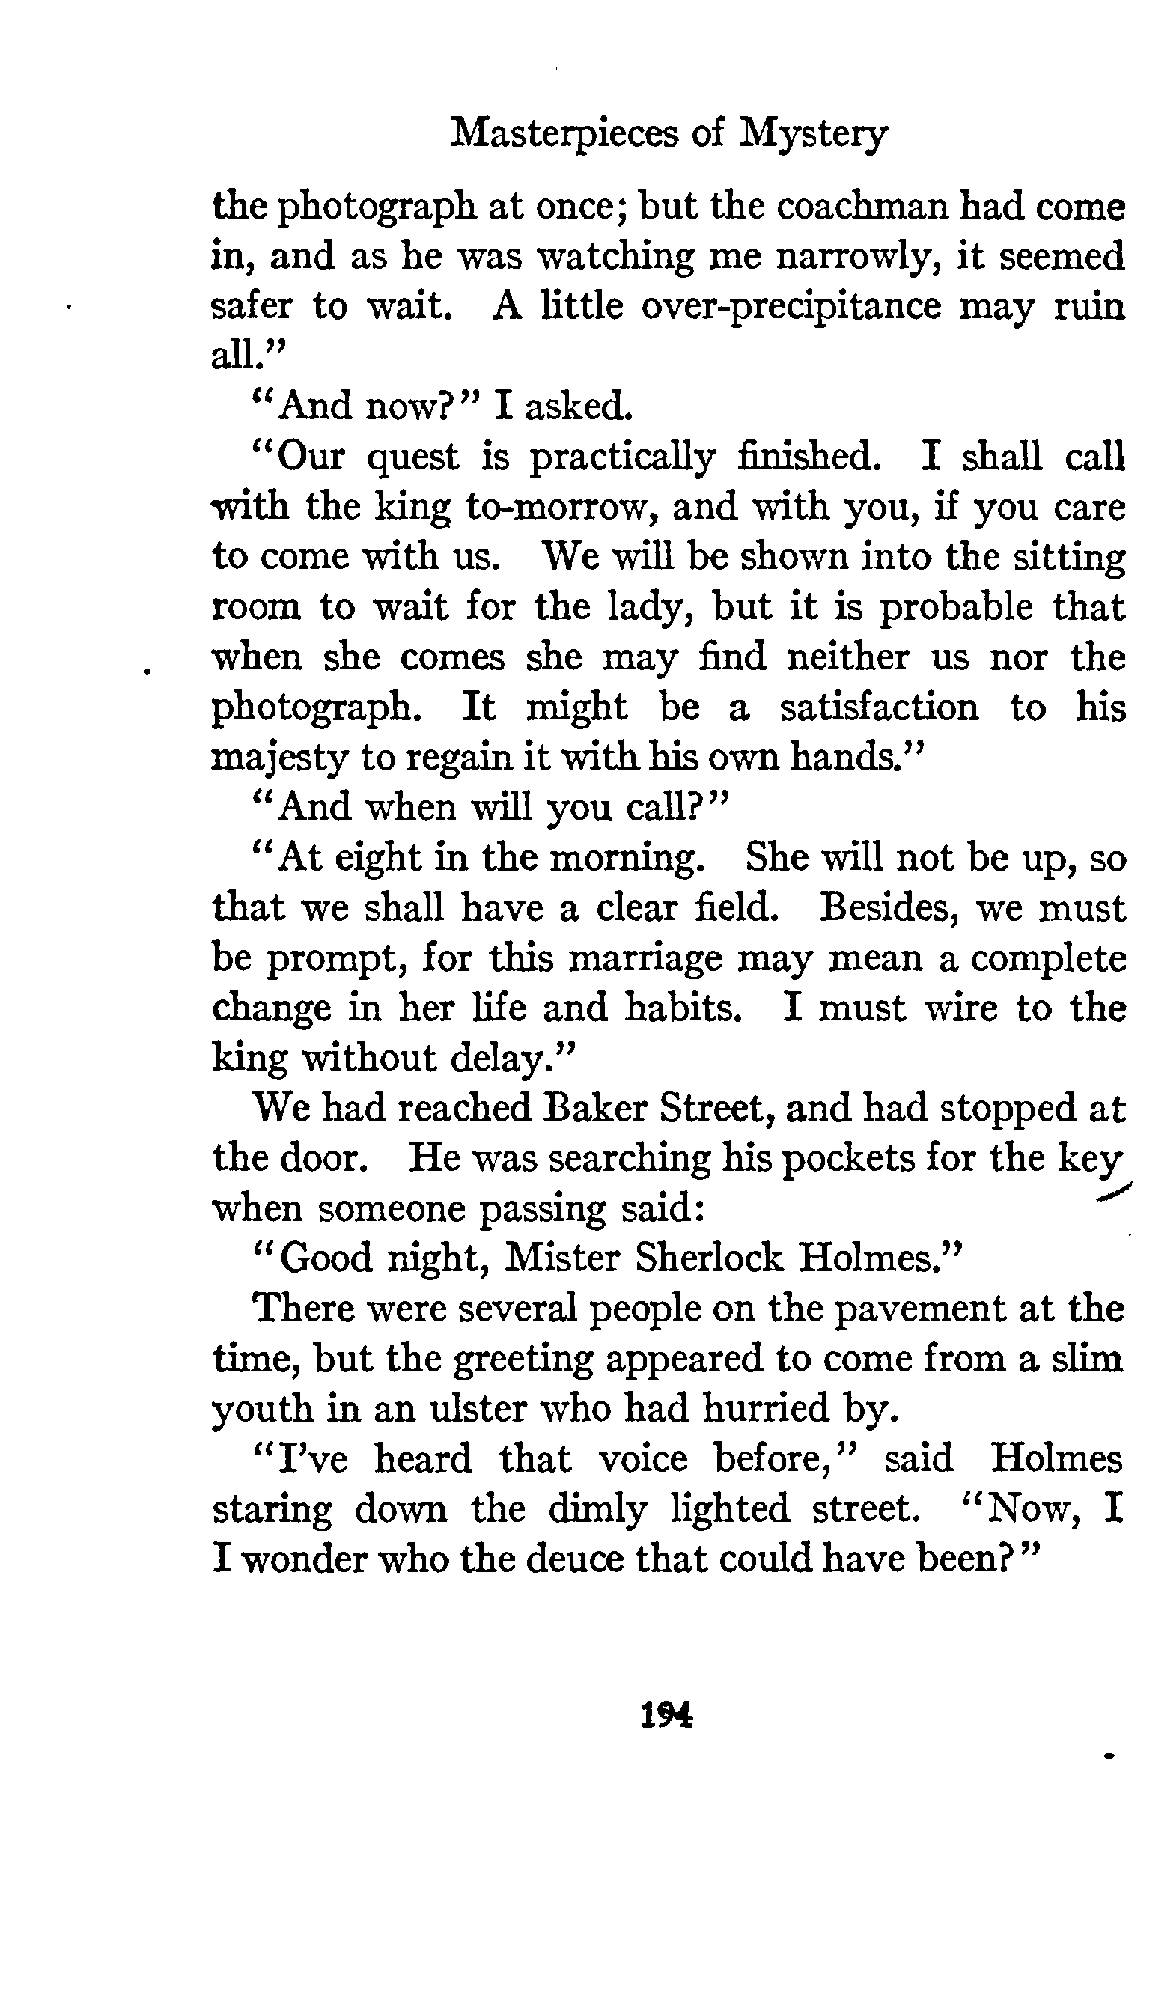 Masterpieces of Mystery
the photograph at once; but the coachman had come
in, and as he was watching me narrowly, it seemed
safer to wait. A little over-precipitance may ruin
all."
"And now?" I asked.
"Our quest is practically finished. I shall call
with the king to-morrow, and with you, if you care
to come with us. We will be shown into the sitting
room to wait for the lady, but it is probable that
when she comes she may find neither us nor the
photograph. It might be a satisfaction to his
majesty to regain it with his own hands."
"And when will you call?"
"At eight in the morning. She will not be up, so
that we shall have a clear field. Besides, we must
be prompt, for this marriage may mean a complete
change in her life and habits. I must wire to the
king without delay."
We had reached Baker Street, and had stopped at
the door. He was searching his pockets for the key
when someone passing said:
"Good night, Mister Sherlock Holmes."
There were several people on the pavement at the
time, but the greeting appeared to come from a slim
youth in an ulster who had hurried by.
"I've heard that voice before," said Holmes
staring down the dimly lighted street. "Now, I
I wonder who the deuce that could have been?"
194